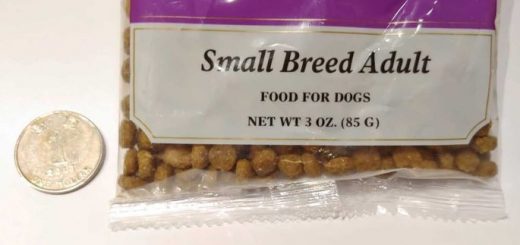 Small Breed Adult
FOOD FOR DOGS
NET WT 3 OZ. (85 G)